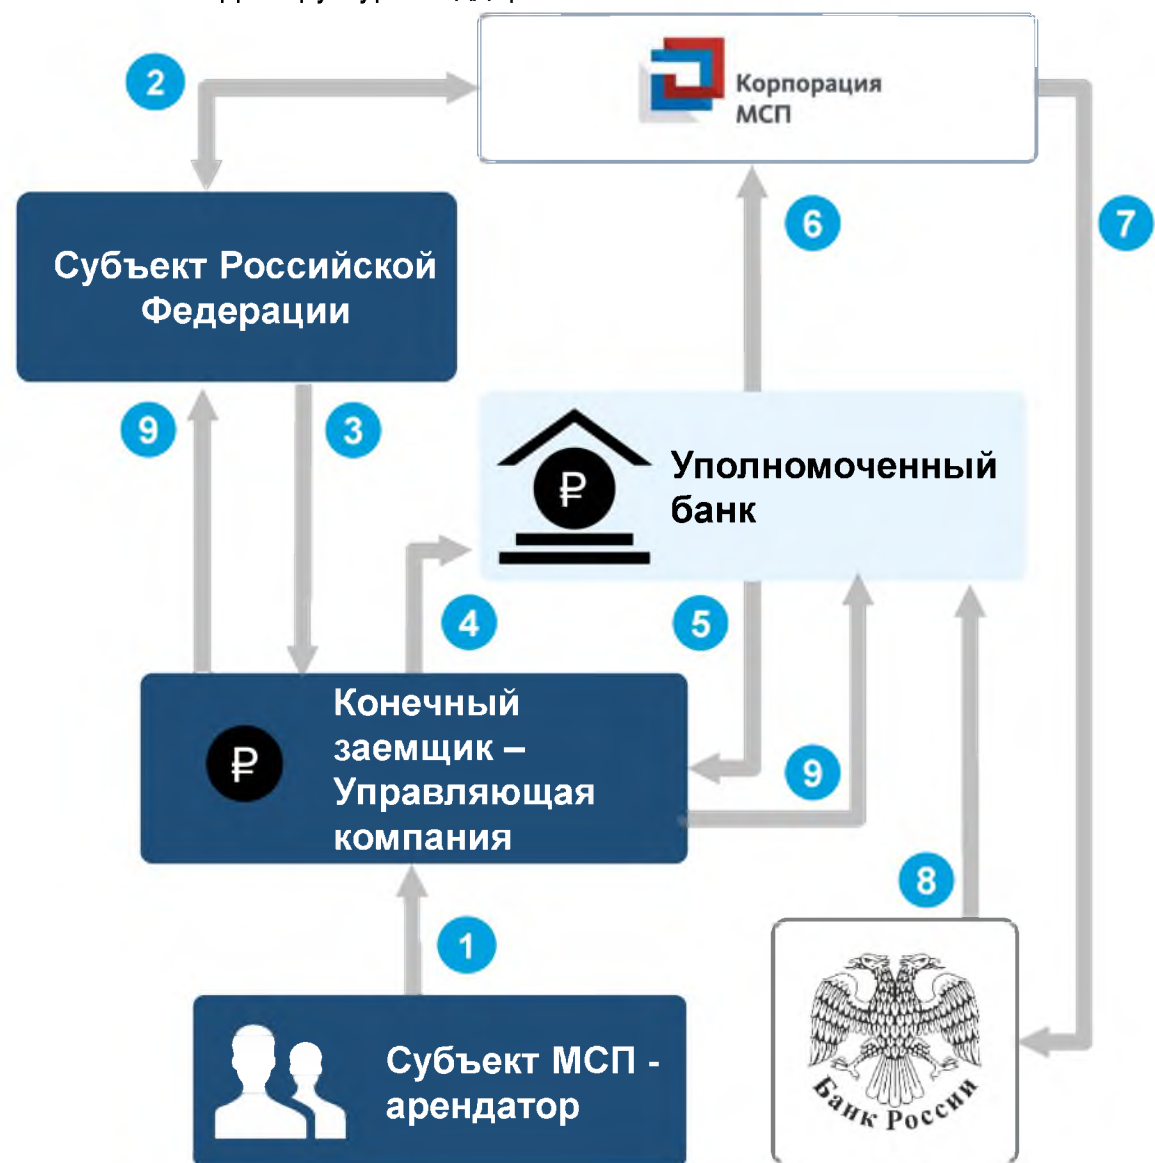 2
Корпорация
МСП
6
7
Субъект Российской
Федерации
9
3
Уполномоченный
банк
₽
4
5
Конечный
заемщик –
Управляющая
компания
₽
9
8
1
Субъект МСП -
арендатор
Банк России